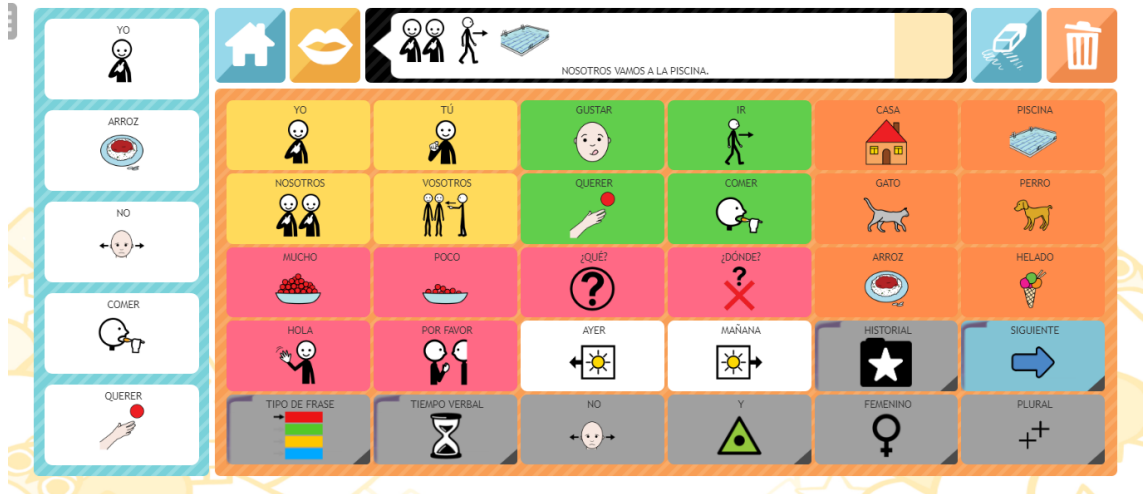 YO
ARROZ
NO
COMER
QUERER
NOSOTROS VAMOS A LA PISCINA.
YO
TÚ
GUSTAR
IR
CASA
PISCINA
NOSOTROS
VOSOTROS
QUERER
COMER
GATO
PERRO
MUCHO
POCO
¿QUÉ?
¿DÓNDE?
ARROZ
HELADO
HOLA
POR FAVOR
AYER
MAÑANA
HISTORIAL
SIGUIENTE
TIPO DE FRASE
TIEMPO VERBAL
NO
Y
FEMENINO
PLURAL